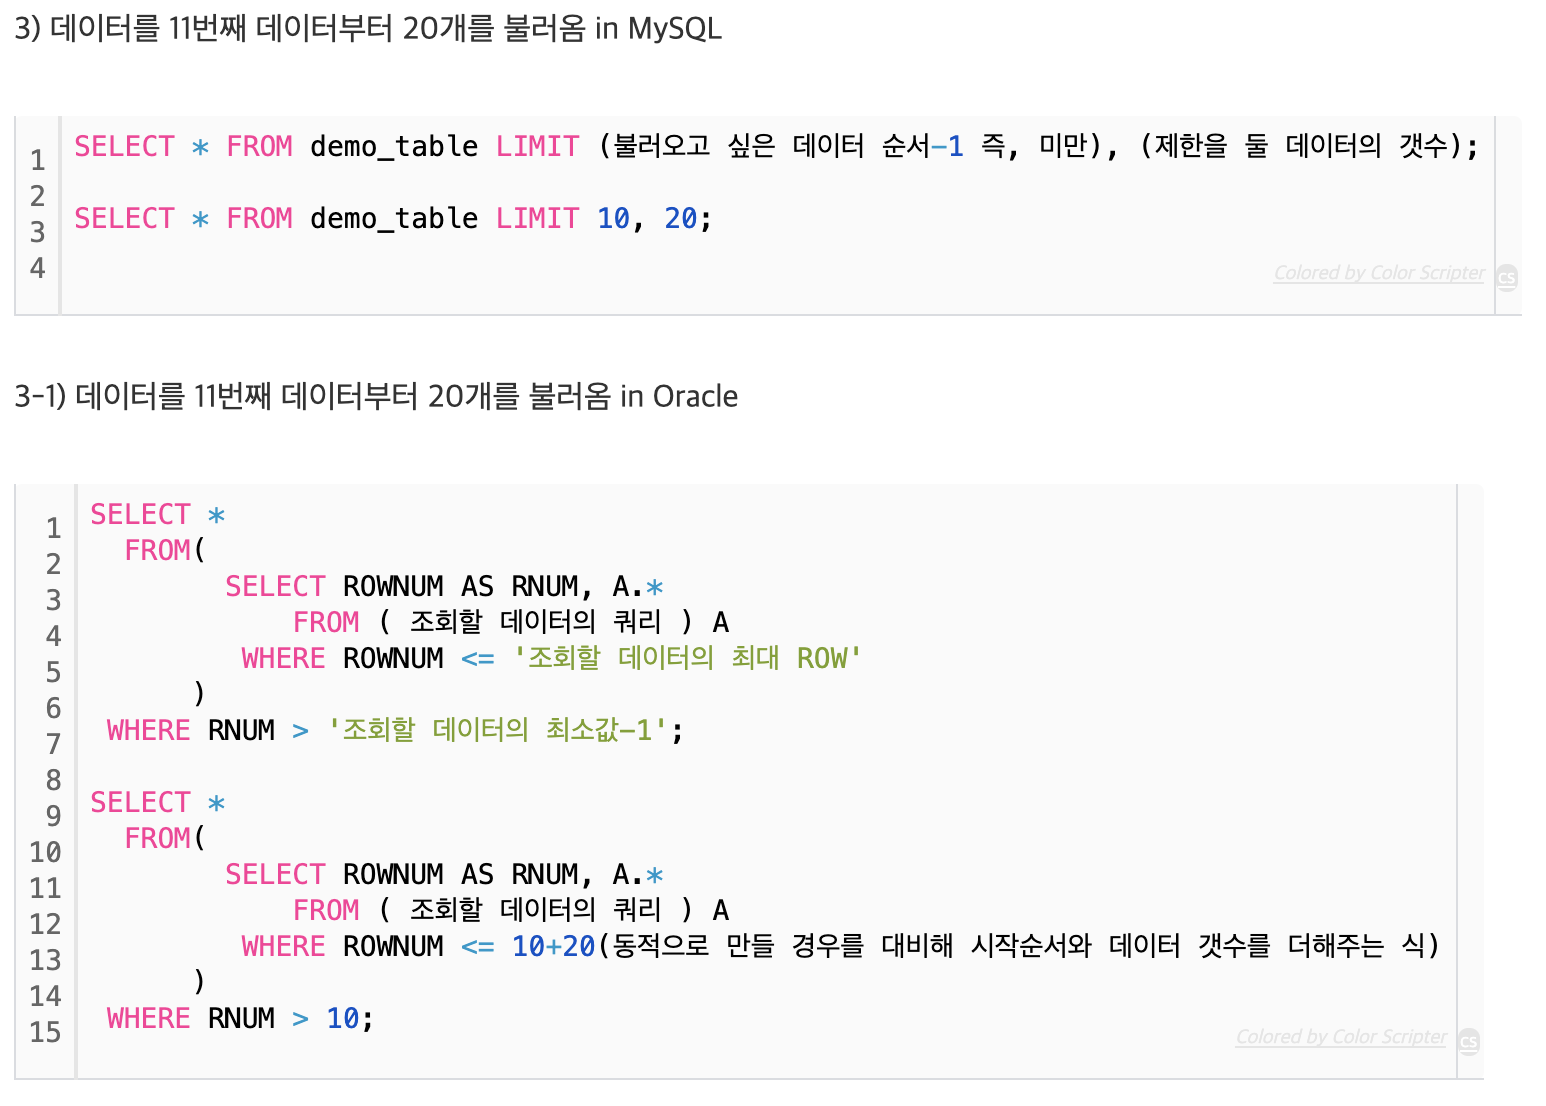 3) 데이터를 11번째 데이터부터 20개를 불러옴 in MySQL
1
2
3
4
SELECT * FROM demo_table LIMIT (불러오고 싶은 데이터 순서-1 즉, 미만), (제한을 둘 데이터의 갯수);
SELECT * FROM demo_table LIMIT 10, 20;
Colored by Color Scripter
cs
3-1) 데이터를 11번째 데이터부터 20개를 불러옴 in Oracle
1
2
3
4
5
6
7
8
9
10
11
12
13
14
15
SELECT *
FROM(
SELECT ROWNUM AS RNUM, A.*
FROM ( 조회할 데이터의 쿼리 ) A
WHERE ROWNUM <= '조회할 데이터의 최대 ROW'
)
WHERE RNUM > '조회할 데이터의 최소값-1';
SELECT *
FROM(
SELECT ROWNUM AS RNUM, A.*
FROM ( 조회할 데이터의 쿼리 ) A
WHERE ROWNUM <= 10+20(동적으로 만들 경우를 대비해 시작순서와 데이터 갯수를 더해주는 식)
)
WHERE RNUM > 10;
Colored by Color Scripter
cs